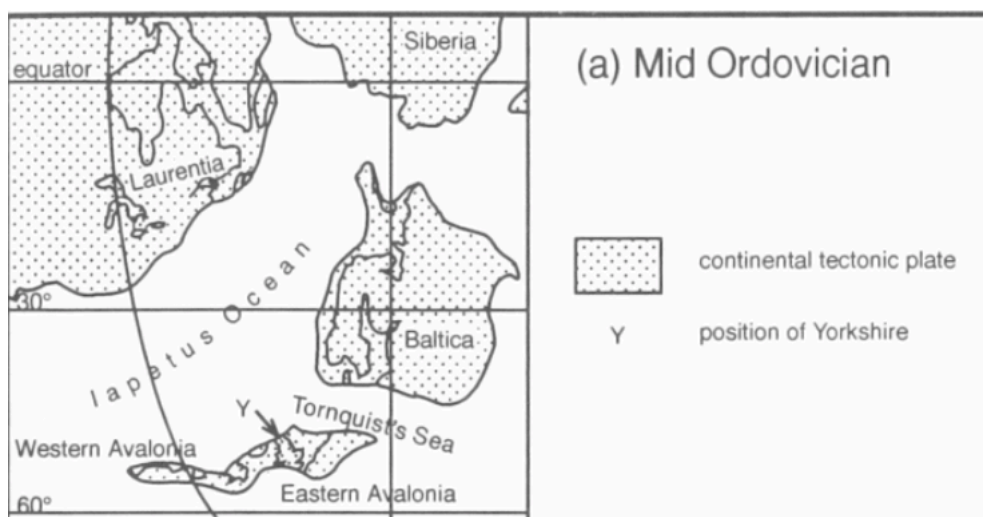 Siberia
equator
(a) Mid Ordovician
Laurentia
continental tectonic plate
Iapetus Ocean
30°
Y position of Yorkshire
Baltica
Y
Tornquist's Sea
Western Avalonia
Eastern Avalonia
60°